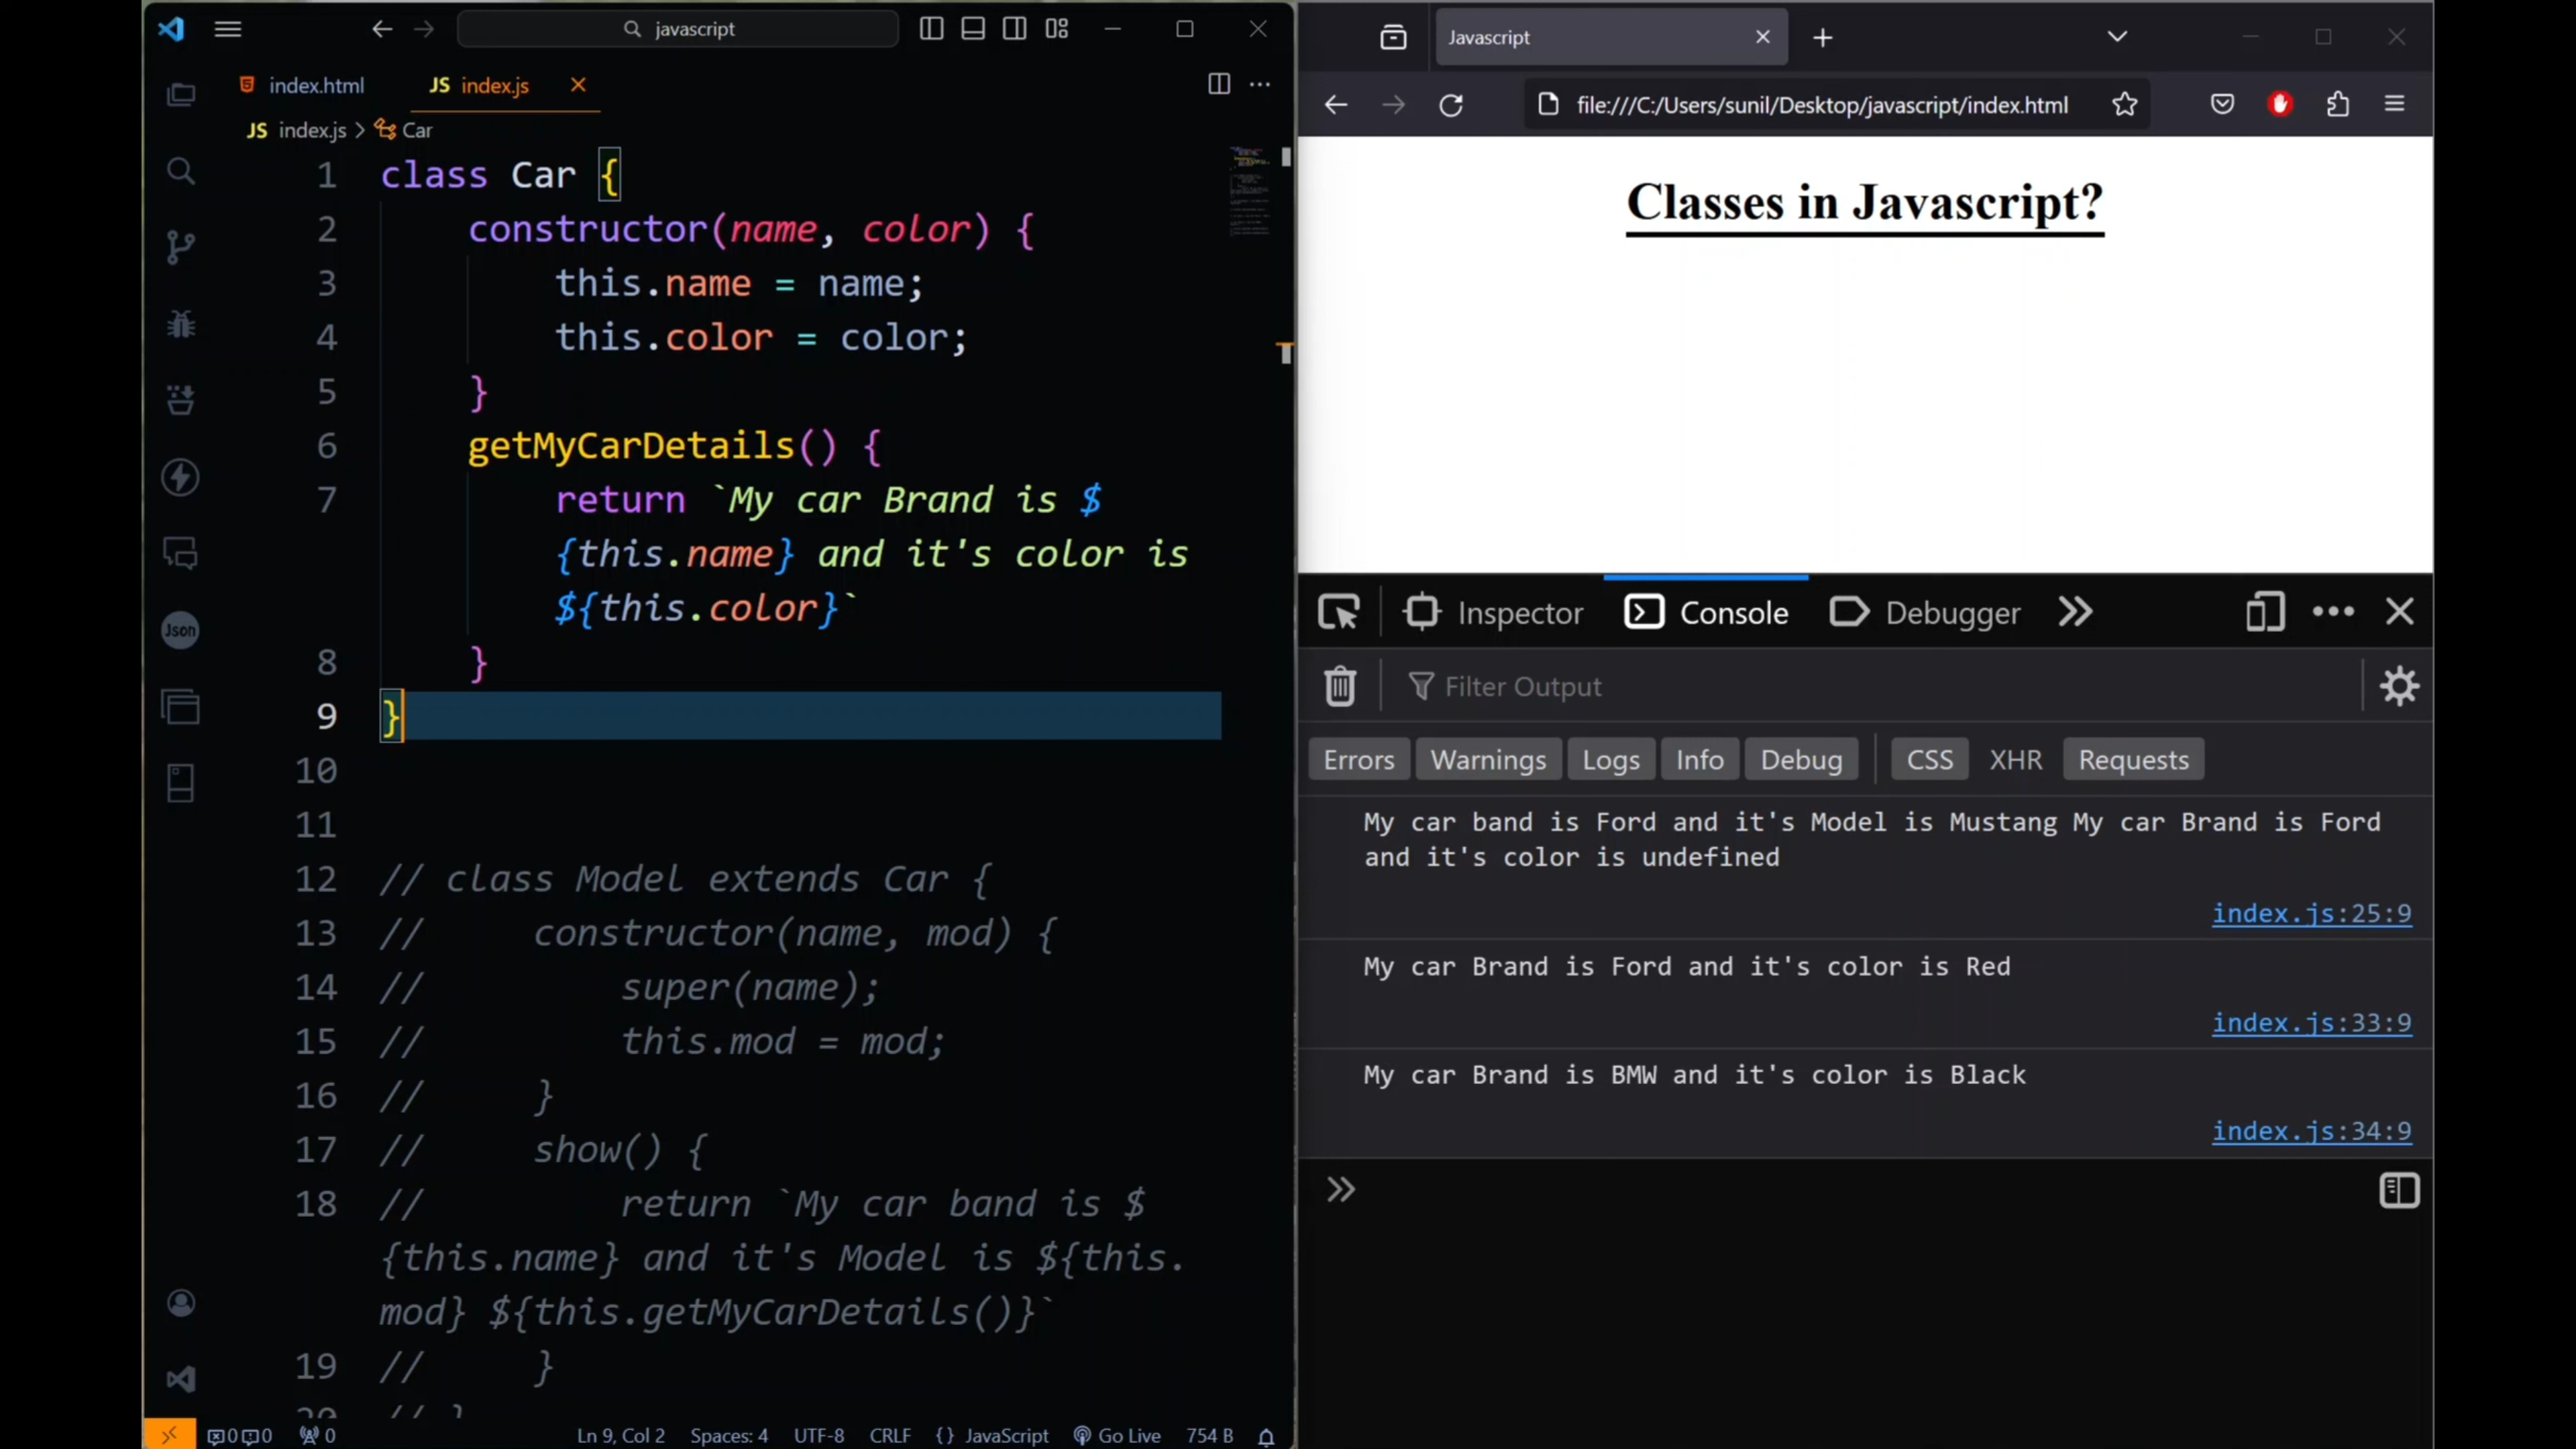 javascript
index.html
JS index.js
JS index.js > Car
1 class Car {
2 constructor(name, color) {
3 this.name = name;
4 this.color = color;
5 }
6 getMyCarDetails() {
7 return `My car Brand is $
{this.name} and it's color is
${this.color}`
8 }
9 }
10
11
12 // class Model extends Car {
13 // constructor(name, mod) {
14 // super(name);
15 // this.mod = mod;
16 // }
17 // show() {
18 // return `My car band is $
{this.name} and it's Model is ${this.
mod} ${this.getMyCarDetails()}`
19 // }
20 // }
Json
0 0 0 Ln 9, Col 2 Spaces: 4 UTF-8 CRLF {} JavaScript Go Live 754 B
Javascript
file:///C:/Users/sunil/Desktop/javascript/index.html
Classes in Javascript?
Inspector Console Debugger
Filter Output
Errors Warnings Logs Info Debug CSS XHR Requests
My car band is Ford and it's Model is Mustang My car Brand is Ford
and it's color is undefined
index.js:25:9
My car Brand is Ford and it's color is Red
index.js:33:9
My car Brand is BMW and it's color is Black
index.js:34:9